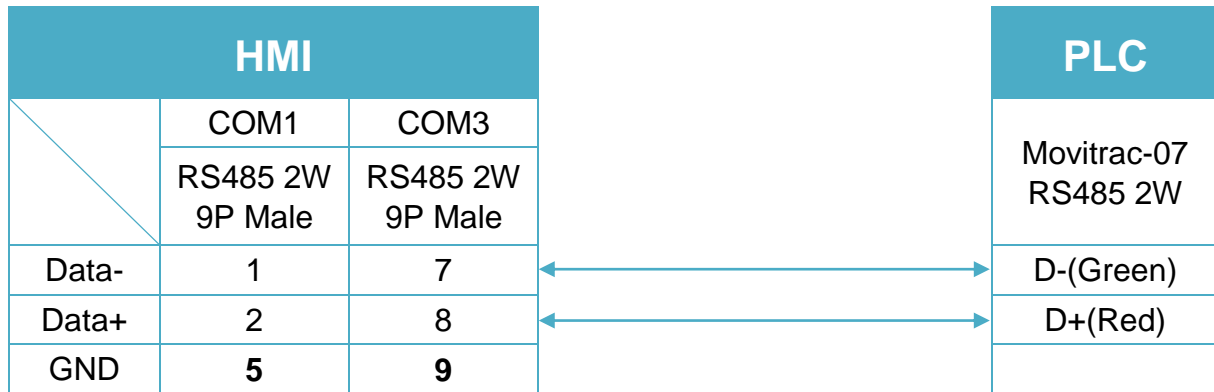 HMI PLC
COM1 COM3
Movitrac-07
RS485 2W
RS485 2W
9P Male
RS485 2W
9P Male
Data- 1 7 D-(Green)
Data+ 2 8 D+(Red)
GND 5 9